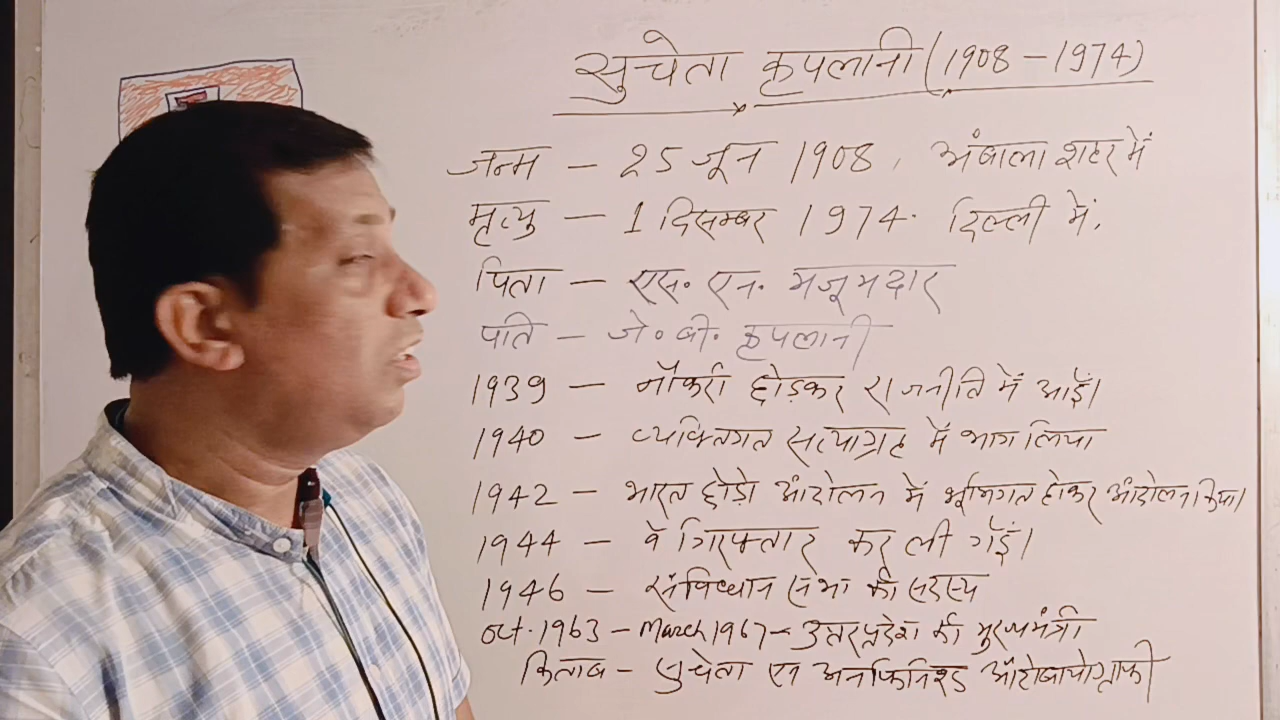 सुचेता कृपलानी (1908 - 1974)
जन्म - 25 जून 1908, अंबाला शहर में
मृत्यु - 1 दिसम्बर 1974. दिल्ली में.
पिता - एस. एन. मजूमदार
पति - जे. बी. कृपलानी
1939 - नौकरी छोड़कर राजनीति में आईं।
1940 - व्यक्तिगत सत्याग्रह में भाग लिया
1942 - भारत छोड़ो आंदोलन में भूमिगत होकर आंदोलन किया।
1944 - वे गिरफ्तार कर ली गईं।
1946 - संविधान सभा की सदस्य
Oct. 1963 - March 1967 - उत्तरप्रदेश की मुख्यमंत्री
किताब - सुचेता एन अनफिनिश्ड ऑटोबायोग्राफी